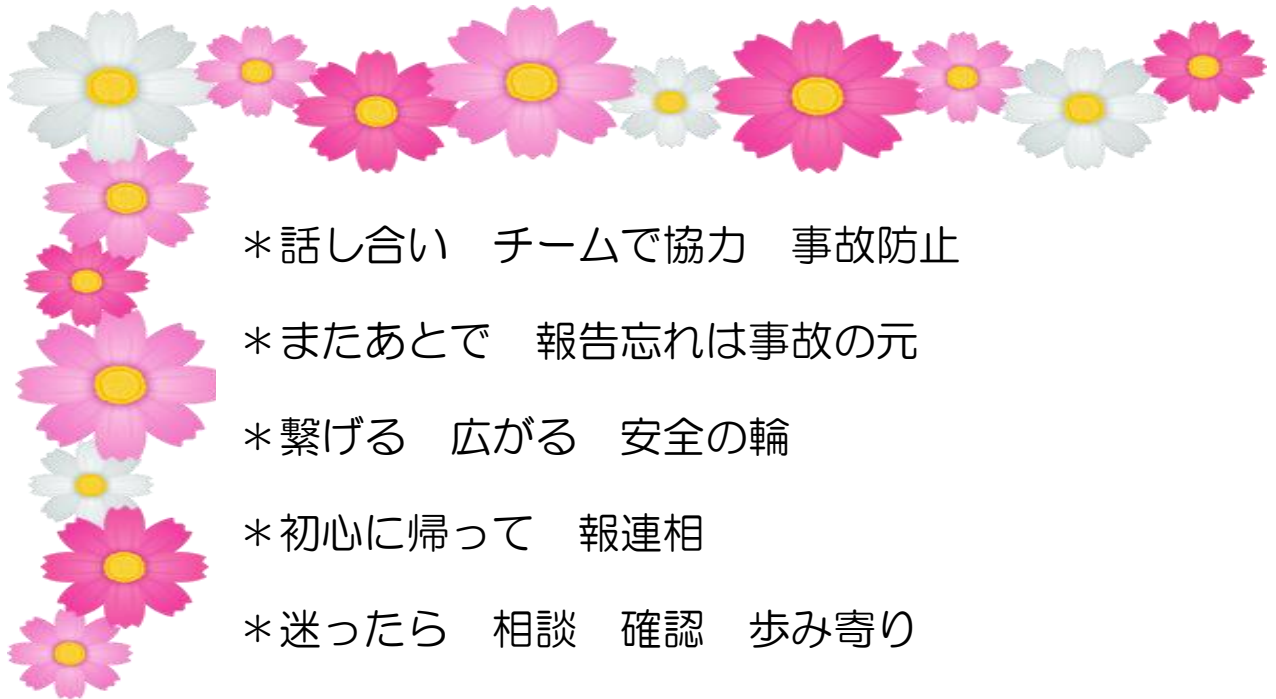 ＊話し合い　チームで協力　事故防止
＊またあとで　報告忘れは事故の元
＊繋げる　広がる　安全の輪
＊初心に帰って　報連相
＊迷ったら　相談　確認　歩み寄り